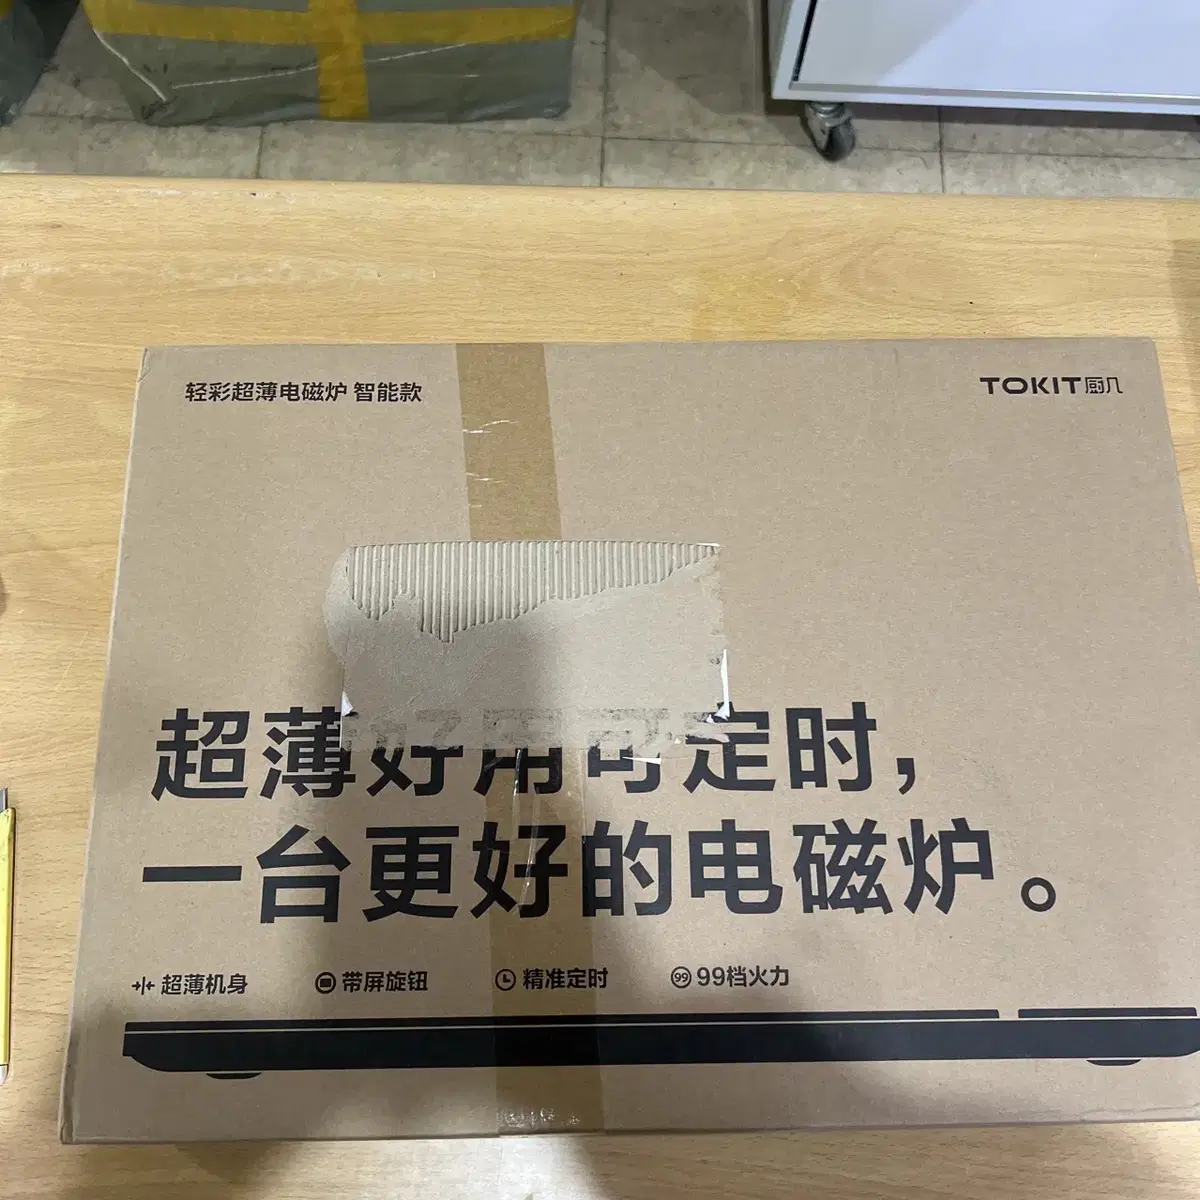 轻彩超薄电磁炉 智能款
TOKIT厨几
超薄好用可定时，
一台更好的电磁炉。
超薄机身
带屏旋钮
精准定时
99 99档火力